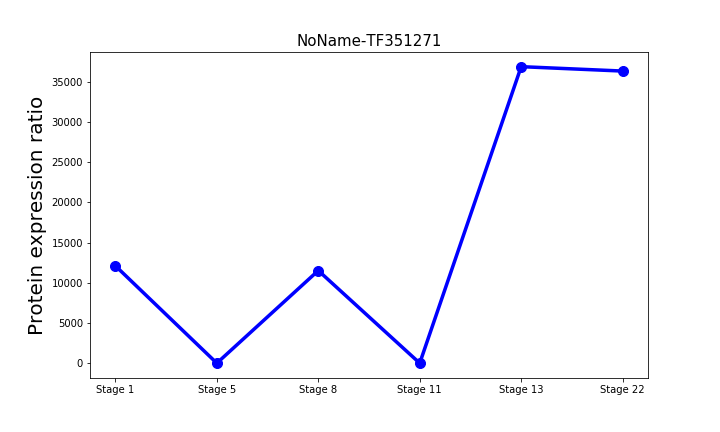 NoName-TF351271
Protein expression ratio
35000
30000
25000
20000
15000
10000
5000
0
Stage 1 Stage 5 Stage 8 Stage 11 Stage 13 Stage 22